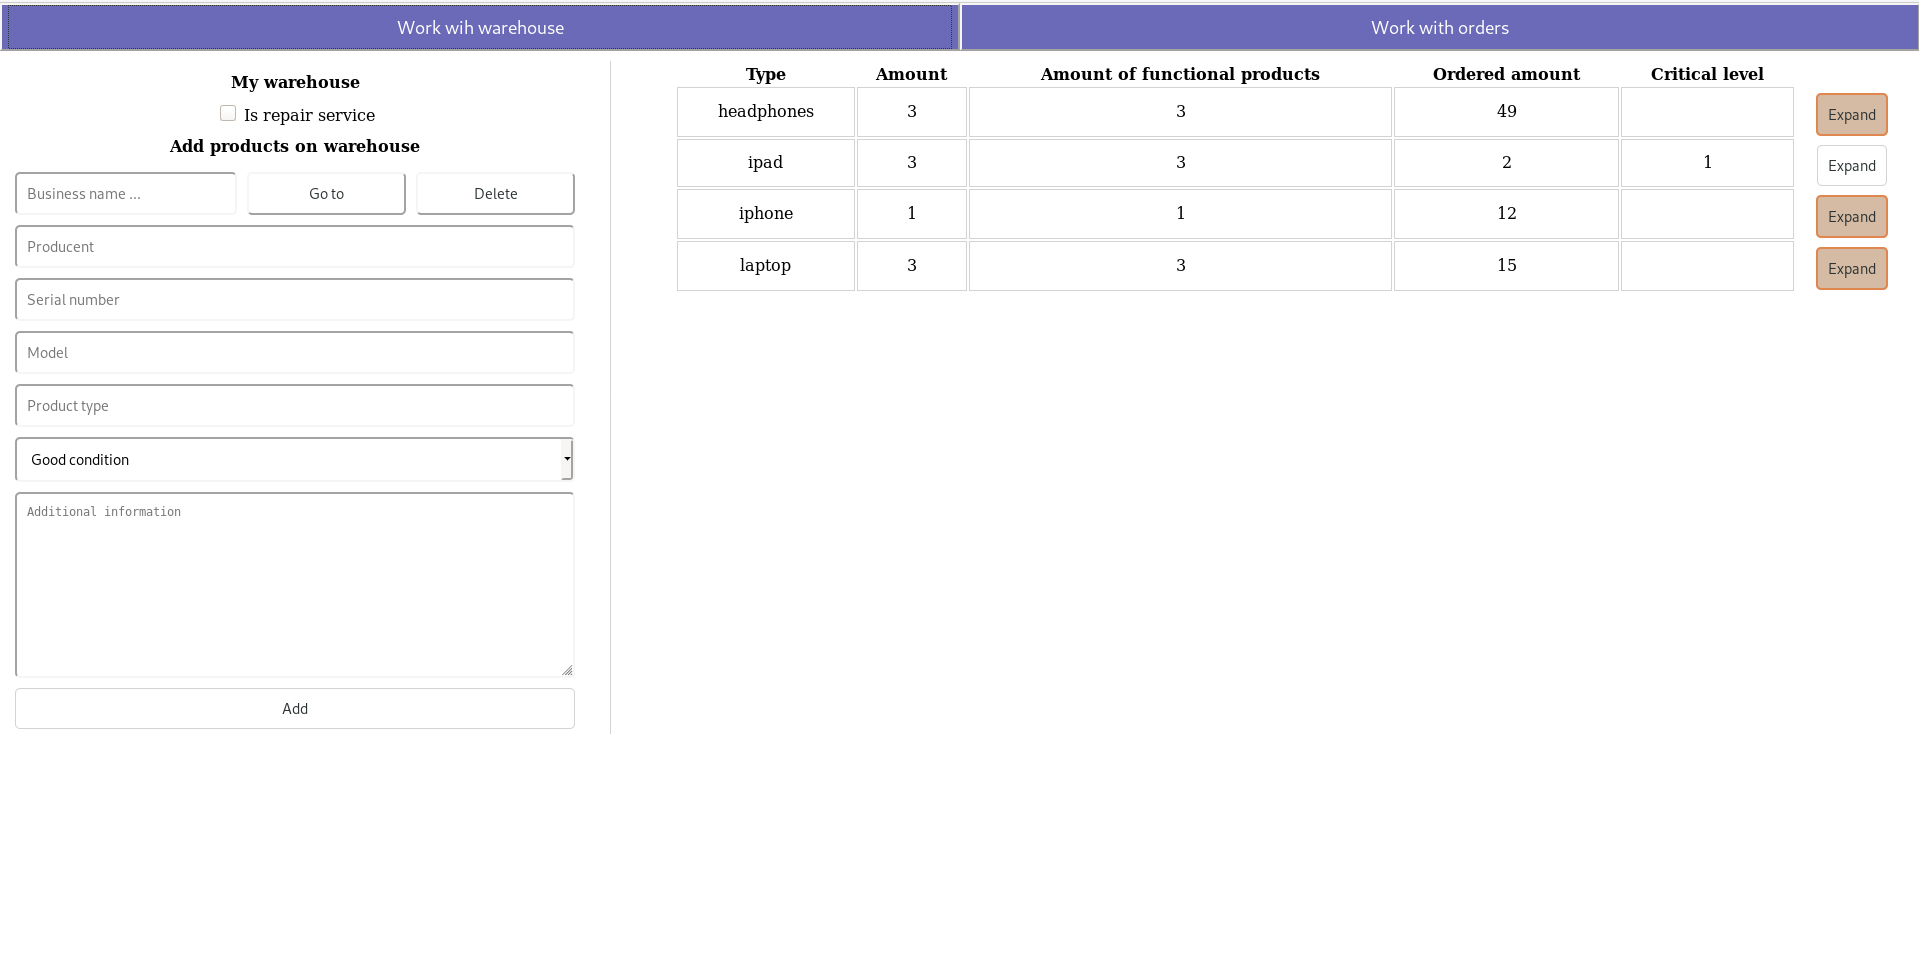 Work wih warehouse
Work with orders
My warehouse
Is repair service
Add products on warehouse
Business name ...
Go to
Delete
Producent
Serial number
Model
Product type
Good condition
Additional information
Add
Type Amount Amount of functional products Ordered amount Critical level
headphones 3 3 49 Expand
ipad 3 3 2 1 Expand
iphone 1 1 12 Expand
laptop 3 3 15 Expand